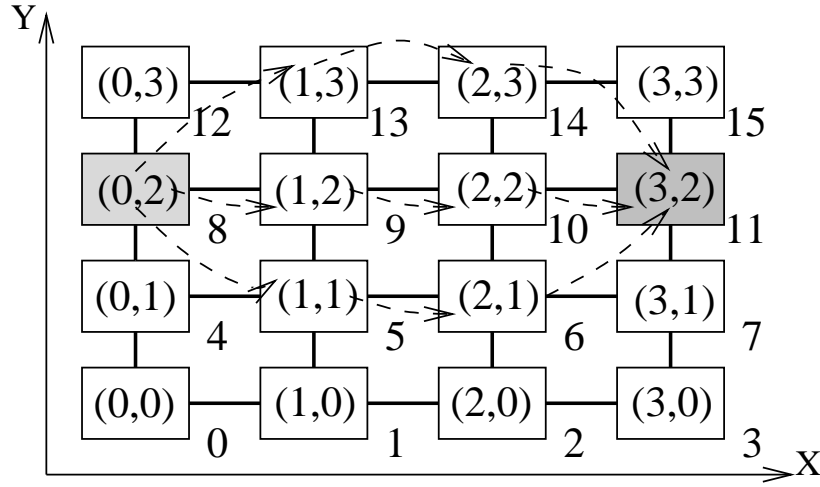 Y
(0,3) (1,3) (2,3) (3,3)
12 13 14 15
(0,2) (1,2) (2,2) (3,2)
8 9 10 11
(0,1) (1,1) (2,1) (3,1)
4 5 6 7
(0,0) (1,0) (2,0) (3,0)
0 1 2 3
X